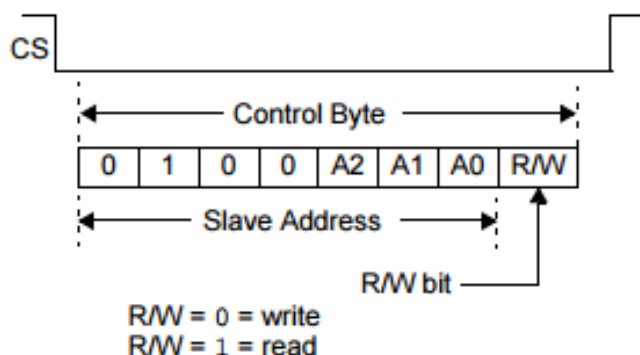 CS
Control Byte
0 1 0 0 A2 A1 A0 R/W
Slave Address
R/W bit
R/W = 0 = write
R/W = 1 = read